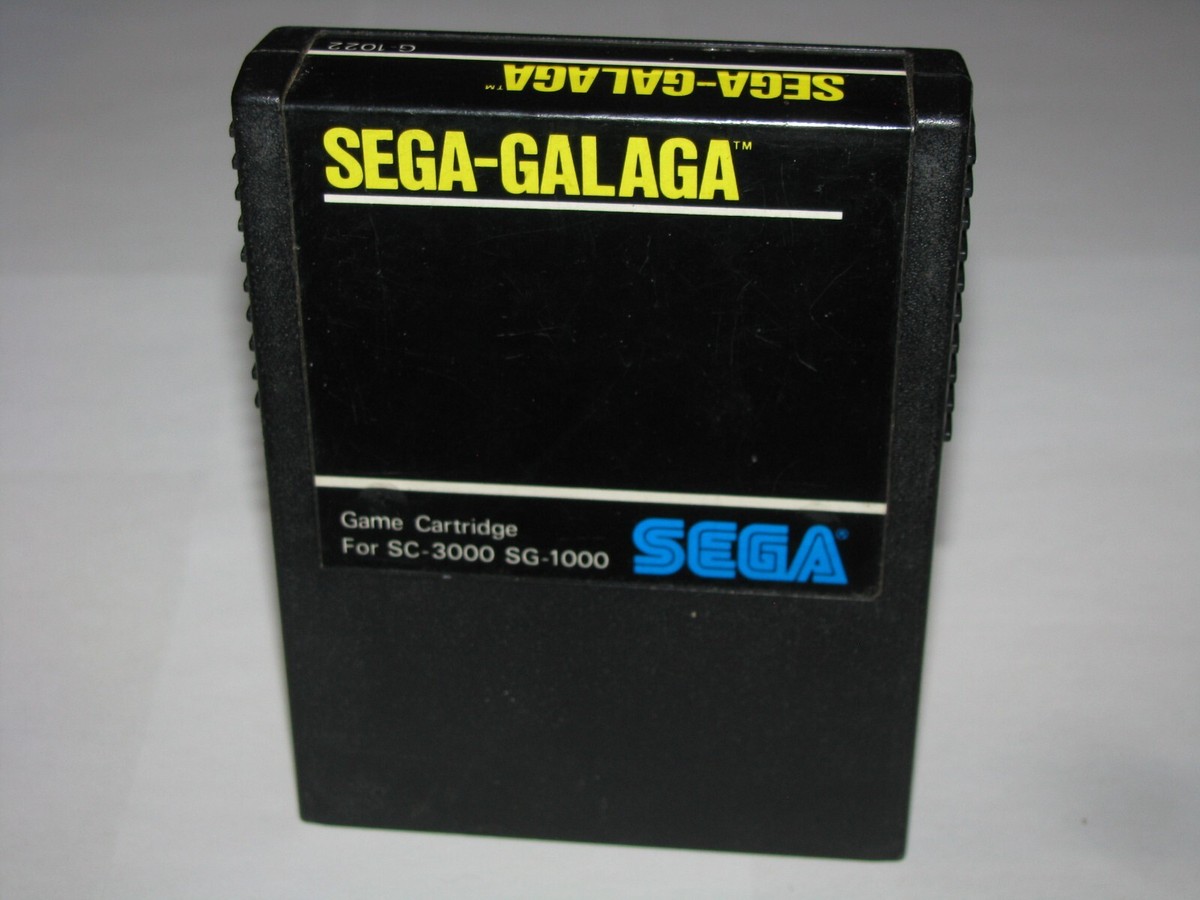 G-1022
SEGA-GALAGA™
SEGA-GALAGA™
Game Cartridge
For SC-3000 SG-1000
SEGA®